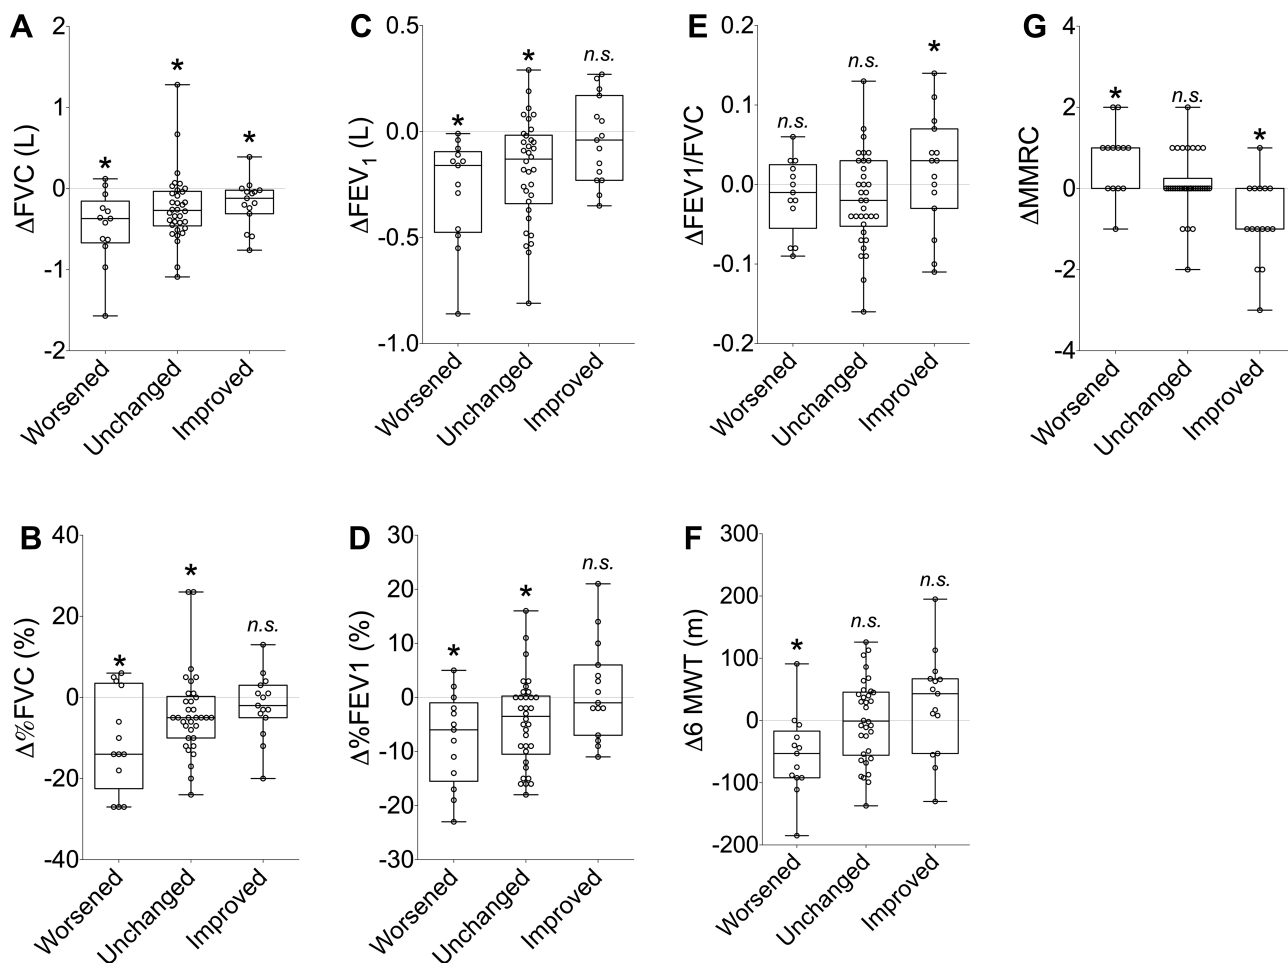 A
ΔFVC (L)
2
1
0
-1
-2
*
*
*
Worsened
Unchanged
Improved
C
ΔFEV1 (L)
0.5
0.0
-0.5
-1.0
*
*
n.s.
Worsened
Unchanged
Improved
E
ΔFEV1/FVC
0.2
0.1
0.0
-0.1
-0.2
n.s.
n.s.
*
Worsened
Unchanged
Improved
G
ΔMMRC
4
2
0
-2
-4
*
n.s.
*
Worsened
Unchanged
Improved
B
Δ%FVC (%)
40
20
0
-20
-40
*
*
n.s.
Worsened
Unchanged
Improved
D
Δ%FEV1 (%)
30
20
10
0
-10
-20
-30
*
*
n.s.
Worsened
Unchanged
Improved
F
Δ6 MWT (m)
300
200
100
0
-100
-200
*
n.s.
n.s.
Worsened
Unchanged
Improved